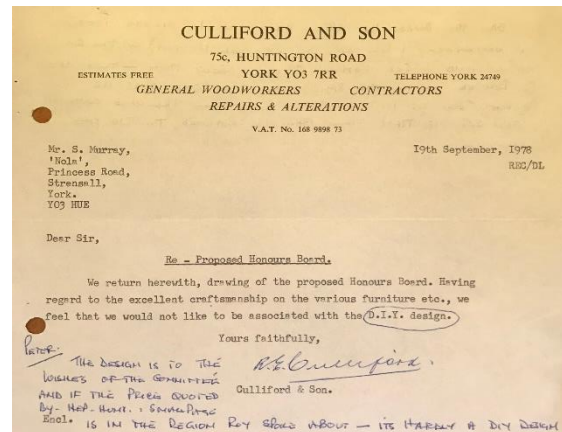 CULLIFORD AND SON
75c, HUNTINGTON ROAD
ESTIMATES FREE YORK YO3 7RR TELEPHONE YORK 24749
GENERAL WOODWORKERS CONTRACTORS
REPAIRS & ALTERATIONS
V.A.T. No. 168 9898 73
Mr. S. Murray, 19th September, 1978
'Nolm', REC/DL
Princess Road,
Strensall,
York.
YO3 HUE
Dear Sir,
Re - Proposed Honours Board.
We return herewith, drawing of the proposed Honours Board. Having
regard to the excellent craftsmanship on the various furniture etc., we
feel that we would not like to be associated with the D.I.Y. design.
Yours faithfully,
PETER.
THE DESIGN IS TO THE R.E. Culliford.
WISHES OF THE COMMITTEE
AND IF THE PRICE QUOTED Culliford & Son.
BY
Encl. IS IN THE REGION ROY SPOKE ABOUT — ITS HARDLY A DIY DESIGN